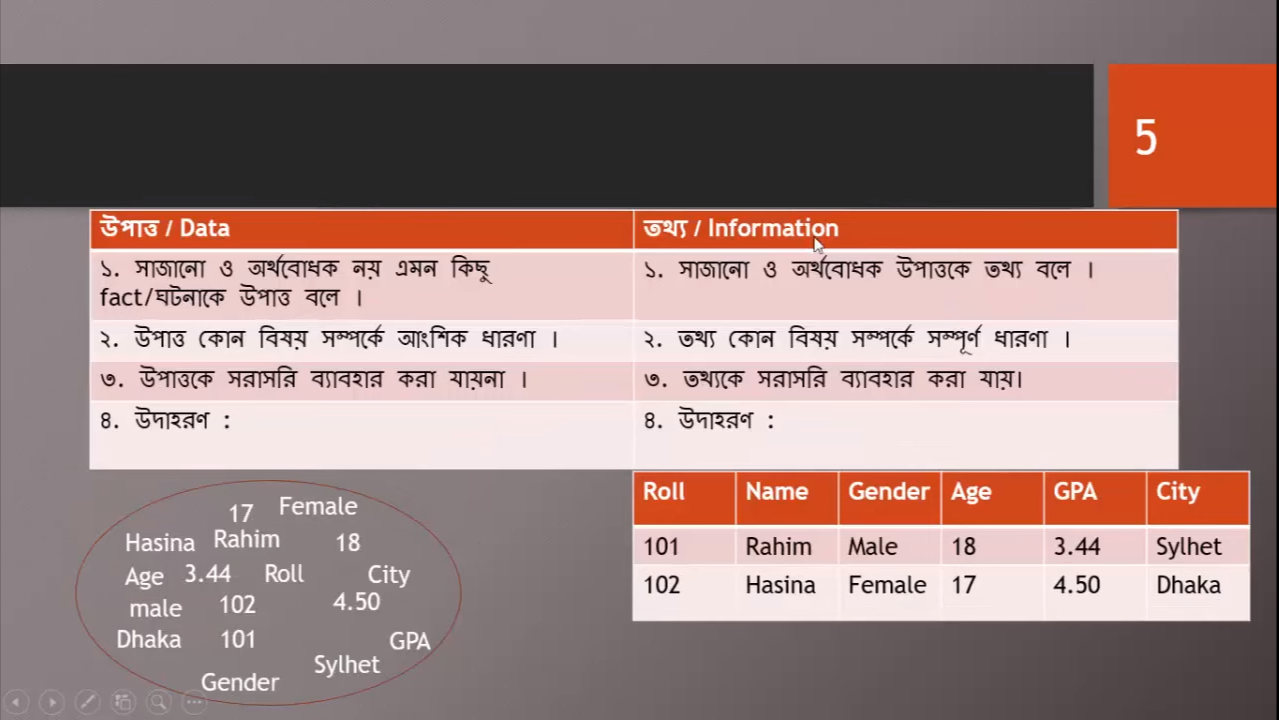 5
উপাত্ত / Data
তথ্য / Information
১. সাজানো ও অর্থবোধক নয় এমন কিছু
fact/ঘটনাকে উপাত্ত বলে ।
১. সাজানো ও অর্থবোধক উপাত্তকে তথ্য বলে ।
২. উপাত্ত কোন বিষয় সম্পর্কে আংশিক ধারণা ।
২. তথ্য কোন বিষয় সম্পর্কে সম্পূর্ণ ধারণা ।
৩. উপাত্তকে সরাসরি ব্যাবহার করা যায়না ।
৩. তথ্যকে সরাসরি ব্যাবহার করা যায়।
৪. উদাহরণ :
৪. উদাহরণ :
17 Female
Hasina Rahim 18
Age 3.44 Roll City
male 102 4.50
Dhaka 101 GPA
Sylhet
Gender
Roll Name Gender Age GPA City
101 Rahim Male 18 3.44 Sylhet
102 Hasina Female 17 4.50 Dhaka